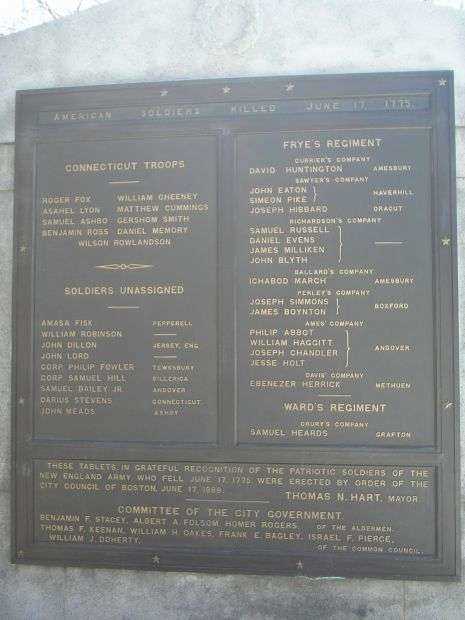 AMERICAN SOLDIERS KILLED JUNE 17, 1775.
CONNECTICUT TROOPS
ROGER FOX WILLIAM CHEENEY
ASAHEL LYON MATTHEW CUMMINGS
SAMUEL ASHBO GERSHOM SMITH
BENJAMIN ROSS DANIEL MEMORY
WILSON ROWLANDSON
SOLDIERS UNASSIGNED
AMASA FISK PEPPERELL
WILLIAM ROBINSON
JOHN DILLON JERSEY, ENG
JOHN LORD
CORP PHILIP FOWLER TEWKSBURY
CORP SAMUEL HILL BILLERICA
SAMUEL BAILEY JR. ANDOVER
DARIUS STEVENS CONNECTICUT
JOHN MEADS ASHBY
FRYE'S REGIMENT
CURRIER'S COMPANY
DAVID HUNTINGTON AMESBURY
SAWYER'S COMPANY
JOHN EATON
SIMEON PIKE HAVERHILL
JOSEPH HIBBARD DRACUT
RICHARDSON'S COMPANY
SAMUEL RUSSELL
DANIEL EVENS
JAMES MILLIKEN
JOHN BLYTH
BALLARD'S COMPANY
ICHABOD MARCH AMESBURY
PERLEY'S COMPANY
JOSEPH SIMMONS
JAMES BOYNTON BOXFORD
AMES' COMPANY
PHILIP ABBOT
WILLIAM HAGGITT
JOSEPH CHANDLER ANDOVER
JESSE HOLT
DAVIS' COMPANY
EBENEZER HERRICK METHUEN
WARD'S REGIMENT
DRURY'S COMPANY
SAMUEL HEARDS GRAFTON
THESE TABLETS, IN GRATEFUL RECOGNITION OF THE PATRIOTIC SOLDIERS OF THE
NEW ENGLAND ARMY WHO FELL JUNE 17, 1775 WERE ERECTED BY ORDER OF THE
CITY COUNCIL OF BOSTON, JUNE 17, 1889.
THOMAS N. HART, MAYOR
COMMITTEE OF THE CITY GOVERNMENT
BENJAMIN F. STACEY, ALBERT A. FOLSOM, HOMER ROGERS, OF THE ALDERMEN.
THOMAS F. KEENAN, WILLIAM H. OAKES, FRANK E. BAGLEY, ISRAEL F. PIERCE,
WILLIAM J. DOHERTY, OF THE COMMON COUNCIL.